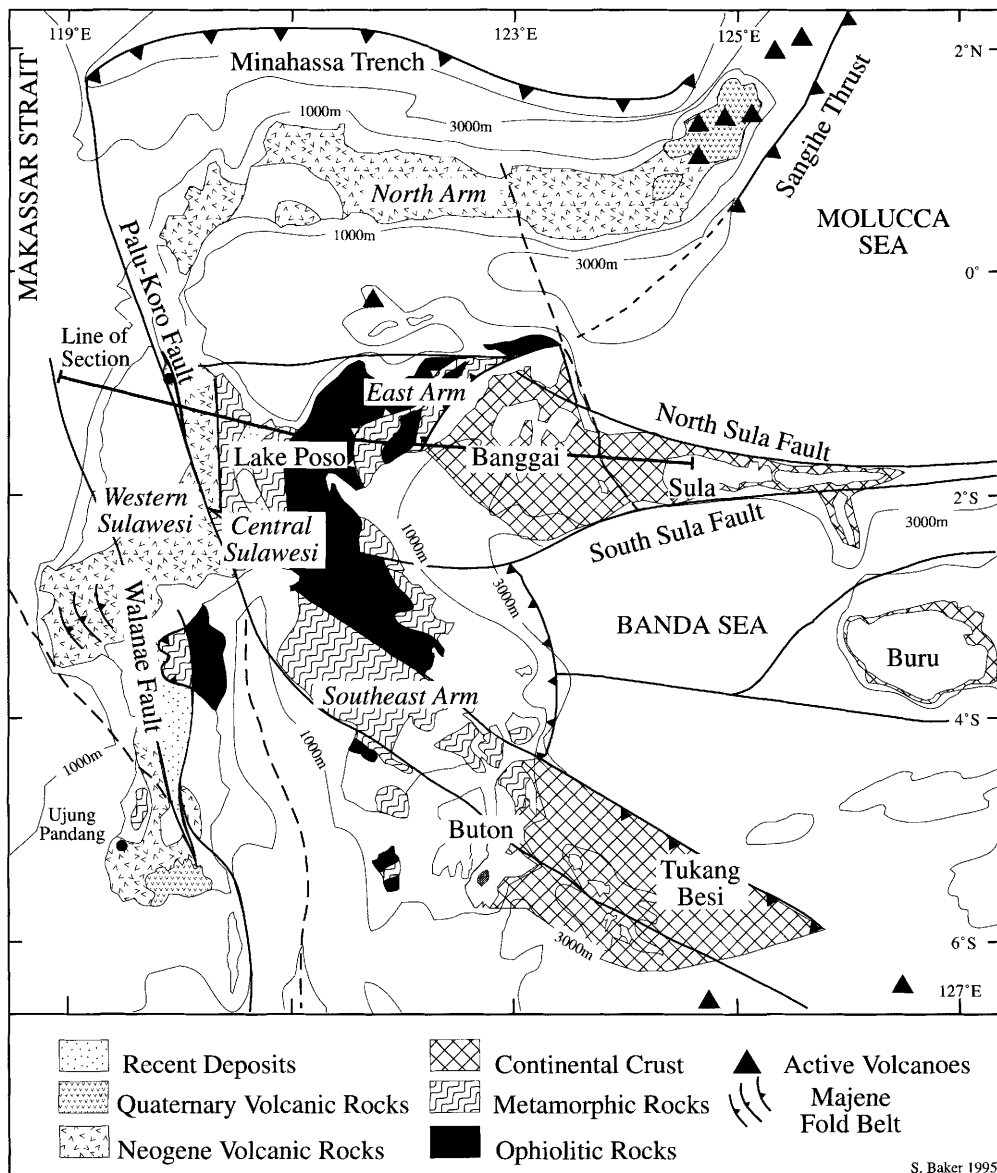 119°E
123°E
125°E
2°N
Minahassa Trench
MAKASSAR STRAIT
1000m
3000m
Sangihe Thrust
North Arm
MOLUCCA
SEA
Palu-Koro Fault
1000m
3000m
0°
Line of
Section
East Arm
North Sula Fault
Lake Poso
Banggai
Sula
2°S
Western
Sulawesi
Central
Sulawesi
1000m
South Sula Fault
3000m
3000m
Walanae Fault
BANDA SEA
Buru
Southeast Arm
4°S
1000m
1000m
Ujung
Pandang
Buton
Tukang
Besi
3000m
6°S
127°E
Recent Deposits
Quaternary Volcanic Rocks
Neogene Volcanic Rocks
Continental Crust
Metamorphic Rocks
Ophiolitic Rocks
Active Volcanoes
Majene
Fold Belt
S. Baker 1995